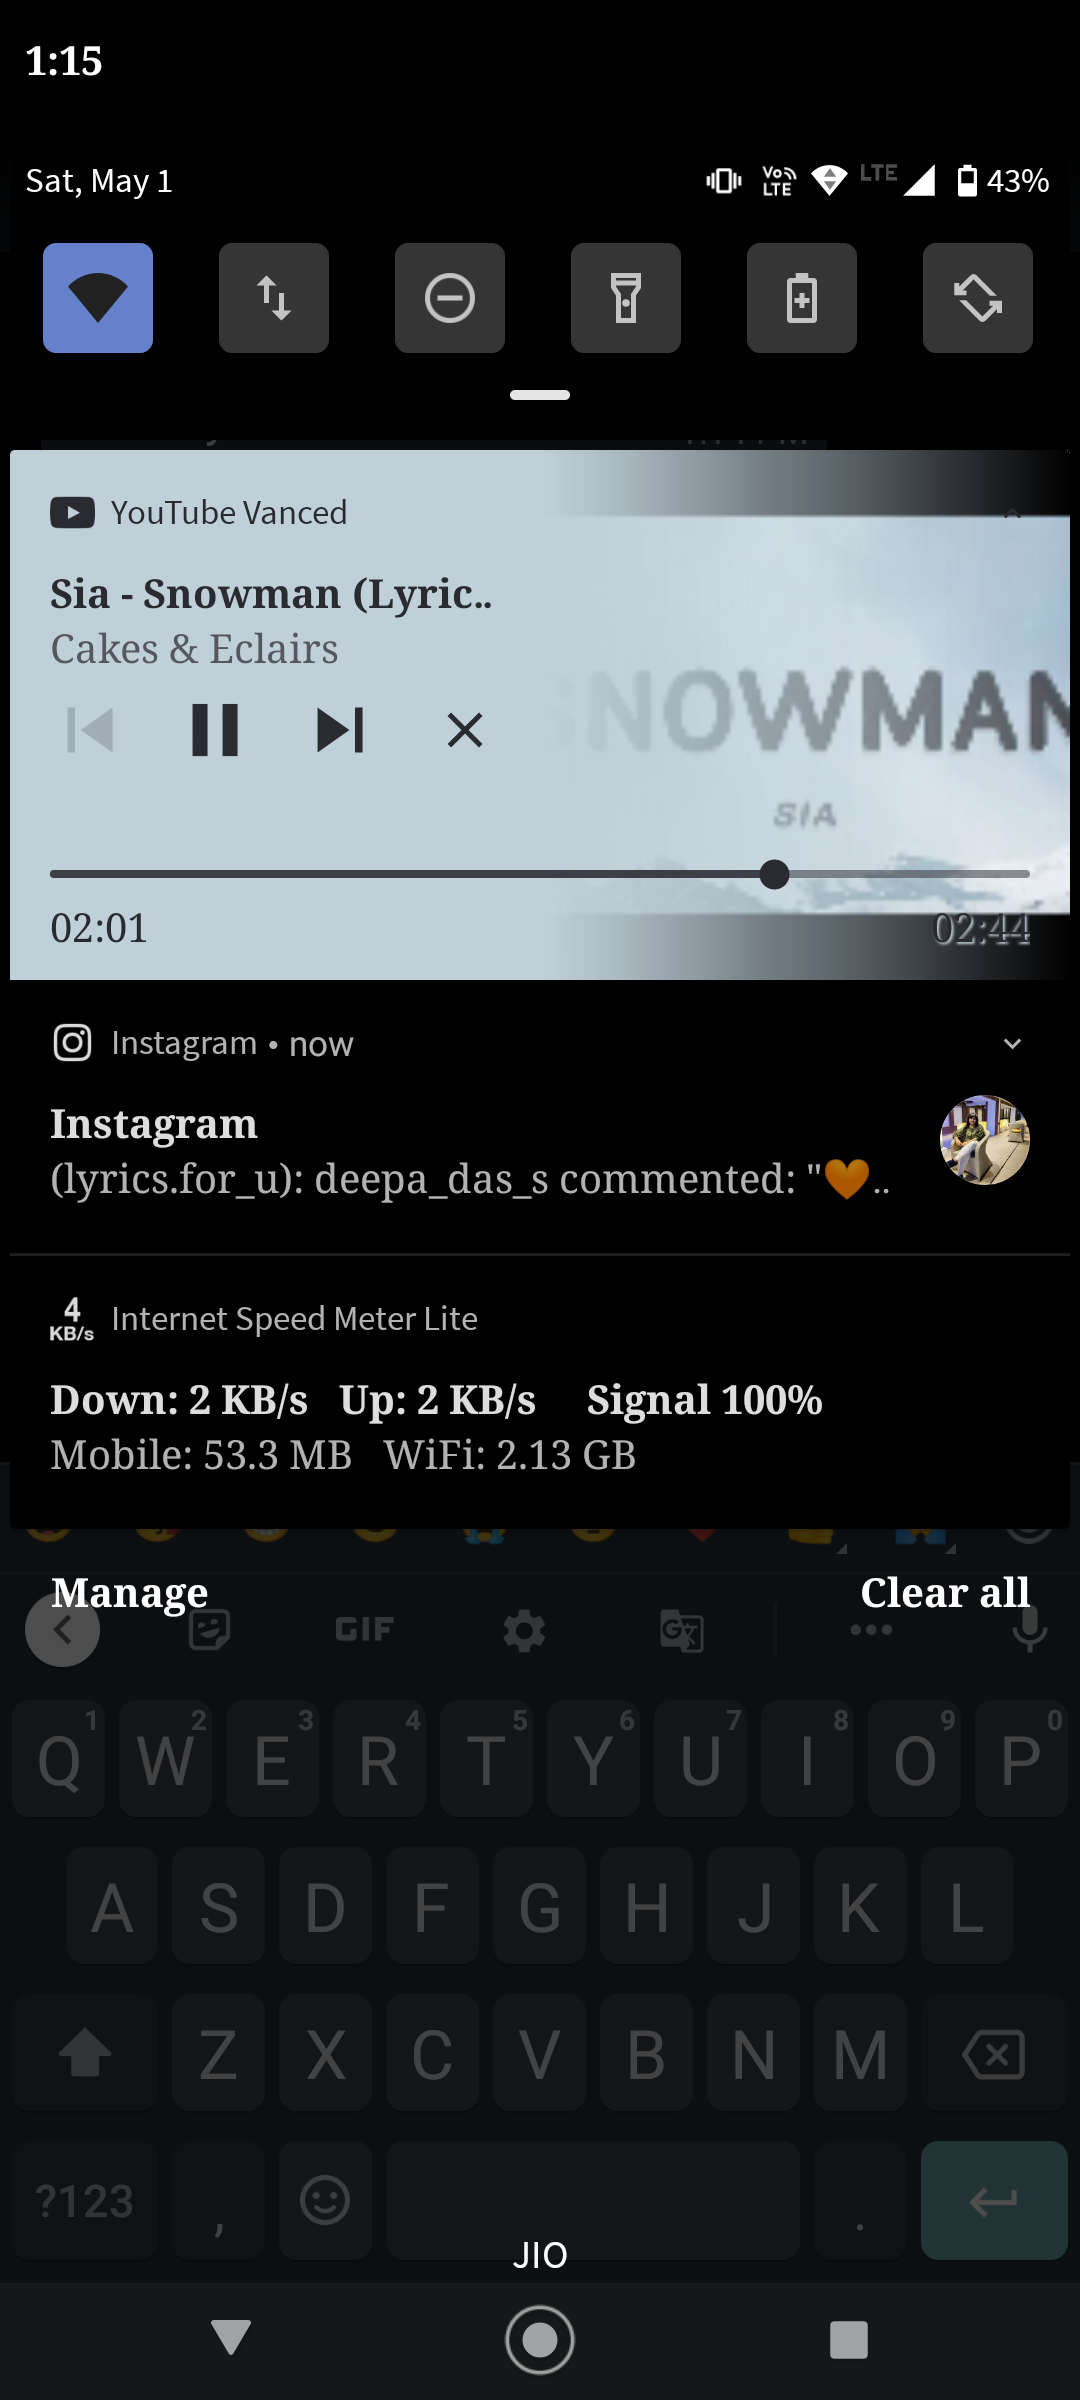 1:15
Sat, May 1
Vo LTE
LTE
43%
YouTube Vanced
Sia - Snowman (Lyric..
Cakes & Eclairs
SNOWMAN
SIA
02:01
02:44
Instagram • now
Instagram
(lyrics.for_u): deepa_das_s commented: "🧡..
4 KB/s
Internet Speed Meter Lite
Down: 2 KB/s Up: 2 KB/s Signal 100%
Mobile: 53.3 MB WiFi: 2.13 GB
Manage
Clear all
GIF
G文
1 2 3 4 5 6 7 8 9 0
Q W E R T Y U I O P
A S D F G H J K L
Z X C V B N M
?123 , .
JIO